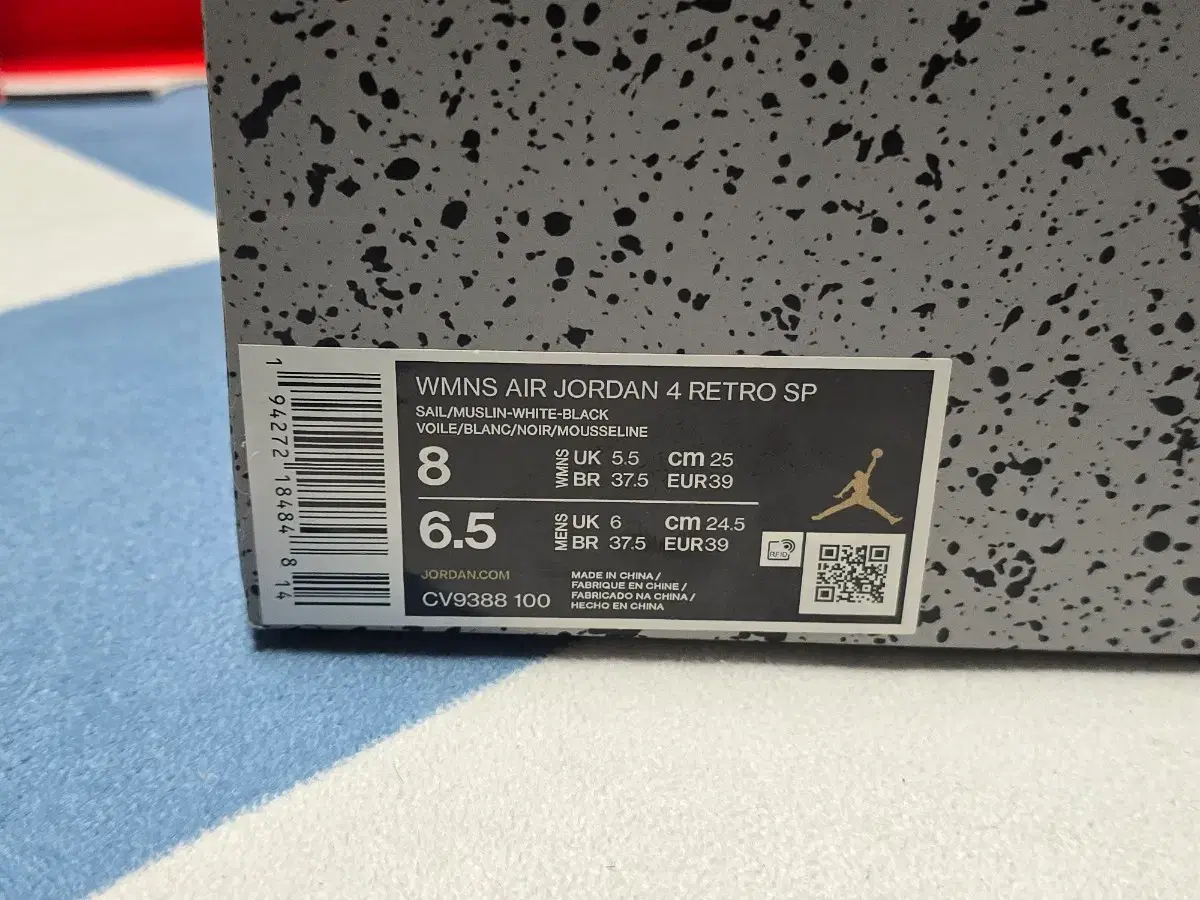 WMNS AIR JORDAN 4 RETRO SP
SAIL/MUSLIN-WHITE-BLACK
VOILE/BLANC/NOIR/MOUSSELINE
8 WMNS UK 5.5 cm 25
BR 37.5 EUR39
6.5 MENS UK 6 cm 24.5
BR 37.5 EUR39
JORDAN.COM
CV9388 100
MADE IN CHINA /
FABRIQUE EN CHINE /
FABRICADO NA CHINA /
HECHO EN CHINA
RFID
1 94272 18484 8 14